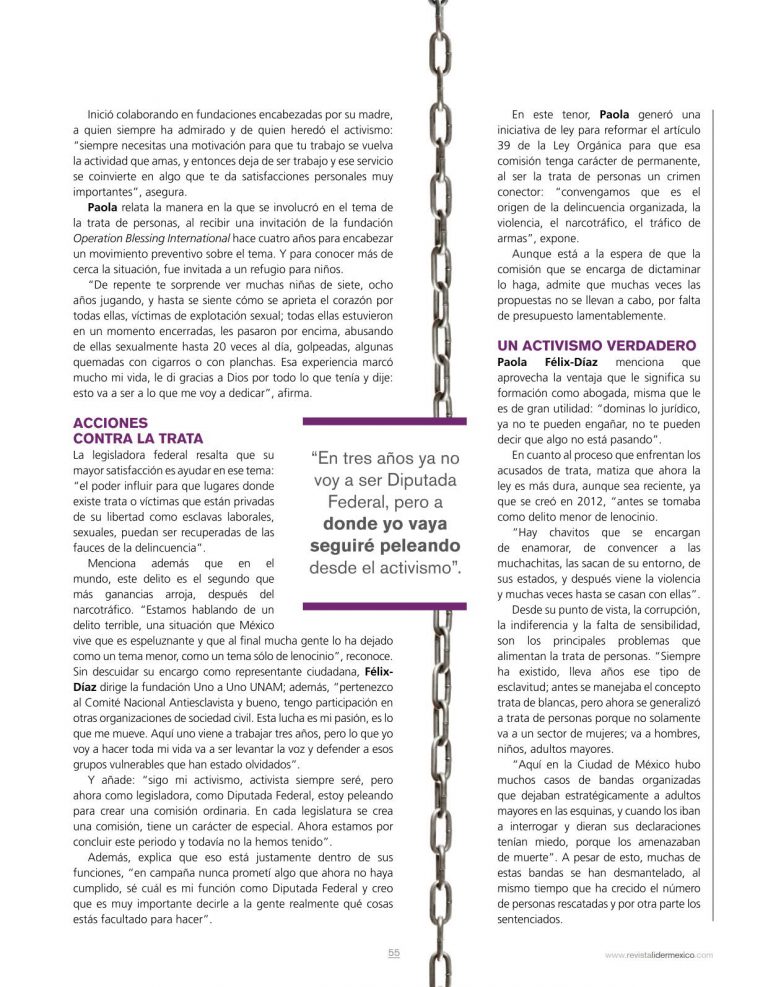 Inició colaborando en fundaciones encabezadas por su madre,
a quien siempre ha admirado y de quien heredó el activismo:
“siempre necesitas una motivación para que tu trabajo se vuelva
la actividad que amas, y entonces deja de ser trabajo y ese servicio
se coinvierte en algo que te da satisfacciones personales muy
importantes”, asegura.
Paola relata la manera en la que se involucró en el tema de
la trata de personas, al recibir una invitación de la fundación
Operation Blessing International hace cuatro años para encabezar
un movimiento preventivo sobre el tema. Y para conocer más de
cerca la situación, fue invitada a un refugio para niños.
“De repente te sorprende ver muchas niñas de siete, ocho
años jugando, y hasta se siente cómo se aprieta el corazón por
todas ellas, víctimas de explotación sexual; todas ellas estuvieron
en un momento encerradas, les pasaron por encima, abusando
de ellas sexualmente hasta 20 veces al día, golpeadas, algunas
quemadas con cigarros o con planchas. Esa experiencia marcó
mucho mi vida, le di gracias a Dios por todo lo que tenía y dije:
esto va a ser a lo que me voy a dedicar”, afirma.
ACCIONES
CONTRA LA TRATA
La legisladora federal resalta que su
mayor satisfacción es ayudar en ese tema:
“el poder influir para que lugares donde
existe trata o víctimas que están privadas
de su libertad como esclavas laborales,
sexuales, puedan ser recuperadas de las
fauces de la delincuencia”.
Menciona además que en el
mundo, este delito es el segundo que
más ganancias arroja, después del
narcotráfico. “Estamos hablando de un
delito terrible, una situación que México
vive que es espeluznante y que al final mucha gente lo ha dejado
como un tema menor, como un tema sólo de lenocinio”, reconoce.
Sin descuidar su encargo como representante ciudadana, Félix-
Díaz dirige la fundación Uno a Uno UNAM; además, “pertenezco
al Comité Nacional Antiesclavista y bueno, tengo participación en
otras organizaciones de sociedad civil. Esta lucha es mi pasión, es lo
que me mueve. Aquí uno viene a trabajar tres años, pero lo que yo
voy a hacer toda mi vida va a ser levantar la voz y defender a esos
grupos vulnerables que han estado olvidados”.
Y añade: “sigo mi activismo, activista siempre seré, pero
ahora como legisladora, como Diputada Federal, estoy peleando
para crear una comisión ordinaria. En cada legislatura se crea
una comisión, tiene un carácter de especial. Ahora estamos por
concluir este periodo y todavía no la hemos tenido”.
Además, explica que eso está justamente dentro de sus
funciones, “en campaña nunca prometí algo que ahora no haya
cumplido, sé cuál es mi función como Diputada Federal y creo
que es muy importante decirle a la gente realmente qué cosas
estás facultado para hacer”.
“En tres años ya no
voy a ser Diputada
Federal, pero a
donde yo vaya
seguiré peleando
desde el activismo”.
En este tenor, Paola generó una
iniciativa de ley para reformar el artículo
39 de la Ley Orgánica para que esa
comisión tenga carácter de permanente,
al ser la trata de personas un crimen
conector: “convengamos que es el
origen de la delincuencia organizada, la
violencia, el narcotráfico, el tráfico de
armas”, expone.
Aunque está a la espera de que la
comisión que se encarga de dictaminar
lo haga, admite que muchas veces las
propuestas no se llevan a cabo, por falta
de presupuesto lamentablemente.
UN ACTIVISMO VERDADERO
Paola Félix-Díaz menciona que
aprovecha la ventaja que le significa su
formación como abogada, misma que le
es de gran utilidad: “dominas lo jurídico,
ya no te pueden engañar, no te pueden
decir que algo no está pasando”.
En cuanto al proceso que enfrentan los
acusados de trata, matiza que ahora la
ley es más dura, aunque sea reciente, ya
que se creó en 2012, “antes se tomaba
como delito menor de lenocinio.
“Hay chavitos que se encargan
de enamorar, de convencer a las
muchachitas, las sacan de su entorno, de
sus estados, y después viene la violencia
y muchas veces hasta se casan con ellas”.
Desde su punto de vista, la corrupción,
la indiferencia y la falta de sensibilidad,
son los principales problemas que
alimentan la trata de personas. “Siempre
ha existido, lleva años ese tipo de
esclavitud; antes se manejaba el concepto
trata de blancas, pero ahora se generalizó
a trata de personas porque no solamente
va a un sector de mujeres; va a hombres,
niños, adultos mayores.
“Aquí en la Ciudad de México hubo
muchos casos de bandas organizadas
que dejaban estratégicamente a adultos
mayores en las esquinas, y cuando los iban
a interrogar y dieran sus declaraciones
tenían miedo, porque los amenazaban
de muerte”. A pesar de esto, muchas de
estas bandas se han desmantelado, al
mismo tiempo que ha crecido el número
de personas rescatadas y por otra parte los
sentenciados.
55
www.revistalidermexico.com